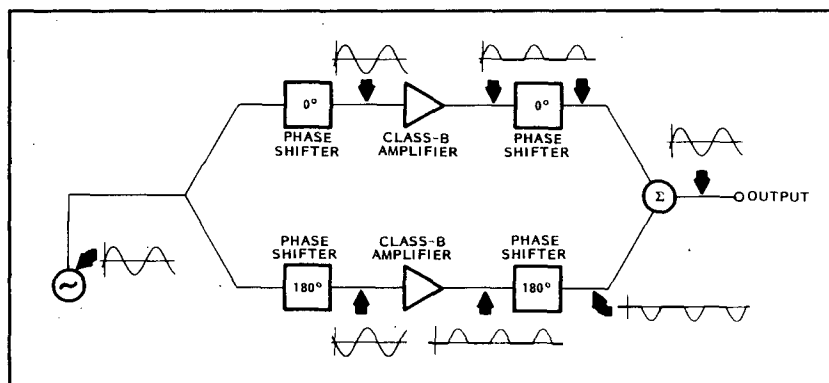 0°
PHASE
SHIFTER
CLASS-B
AMPLIFIER
0°
PHASE
SHIFTER
Σ
OUTPUT
PHASE
SHIFTER
180°
CLASS-B
AMPLIFIER
PHASE
SHIFTER
180°